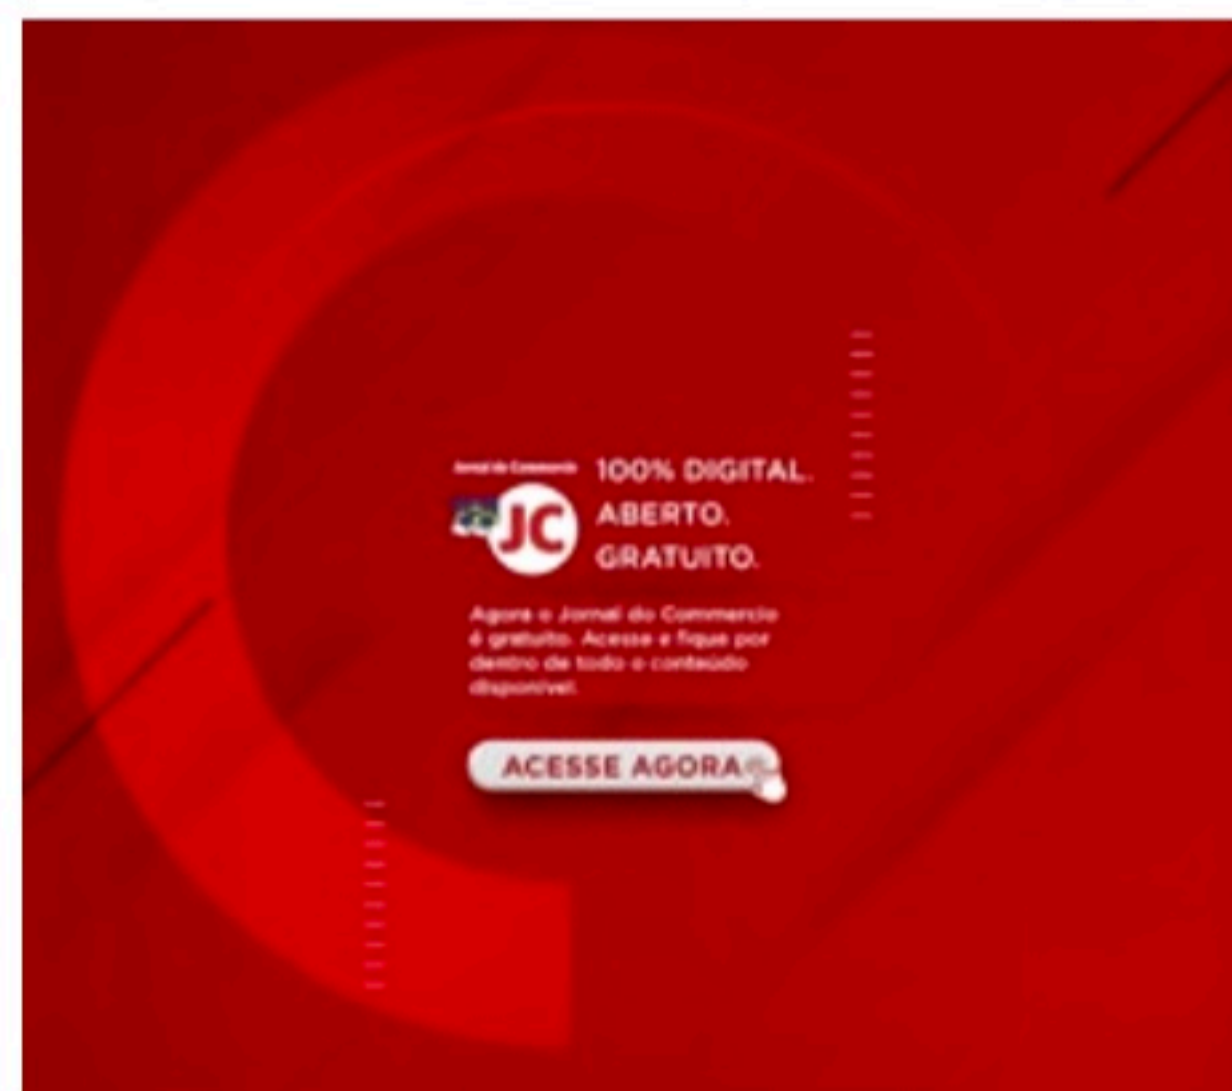 Jornal do Commercio
JC
100% DIGITAL.
ABERTO.
GRATUITO.
Agora o Jornal do Commercio
é gratuito. Acesse e fique por
dentro de todo o conteúdo
disponível.
ACESSE AGORA